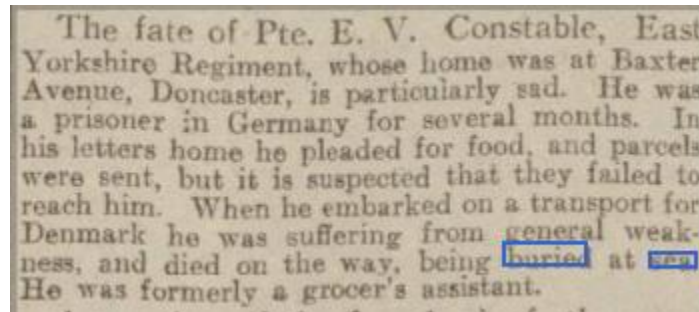 The fate of Pte. E. V. Constable, East
Yorkshire Regiment, whose home was at Baxter
Avenue, Doncaster, is particularly sad. He was
a prisoner in Germany for several months. In
his letters home he pleaded for food, and parcels
were sent, but it is suspected that they failed to
reach him. When he embarked on a transport for
Denmark he was suffering from general weak-
ness, and died on the way, being buried at sea.
He was formerly a grocer's assistant.